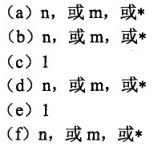 (a) n，或m，或*
(b) n，或m，或*
(c) 1
(d) n，或m，或*
(e) 1
(f) n，或m，或*